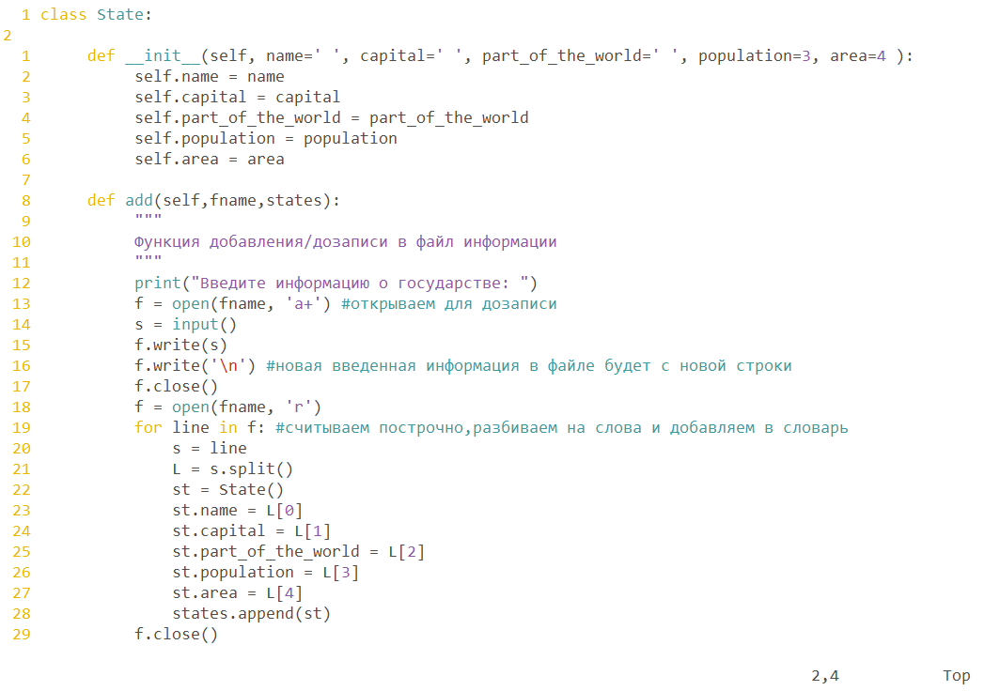 1 class State:
2
1 def __init__(self, name=' ', capital=' ', part_of_the_world=' ', population=3, area=4 ):
2 self.name = name
3 self.capital = capital
4 self.part_of_the_world = part_of_the_world
5 self.population = population
6 self.area = area
7
8 def add(self,fname,states):
9 """
10 Функция добавления/дозаписи в файл информации
11 """
12 print("Введите информацию о государстве: ")
13 f = open(fname, 'a+') #открываем для дозаписи
14 s = input()
15 f.write(s)
16 f.write('\n') #новая введенная информация в файле будет с новой строки
17 f.close()
18 f = open(fname, 'r')
19 for line in f: #считываем построчно,разбиваем на слова и добавляем в словарь
20 s = line
21 L = s.split()
22 st = State()
23 st.name = L[0]
24 st.capital = L[1]
25 st.part_of_the_world = L[2]
26 st.population = L[3]
27 st.area = L[4]
28 states.append(st)
29 f.close()
2,4 Top